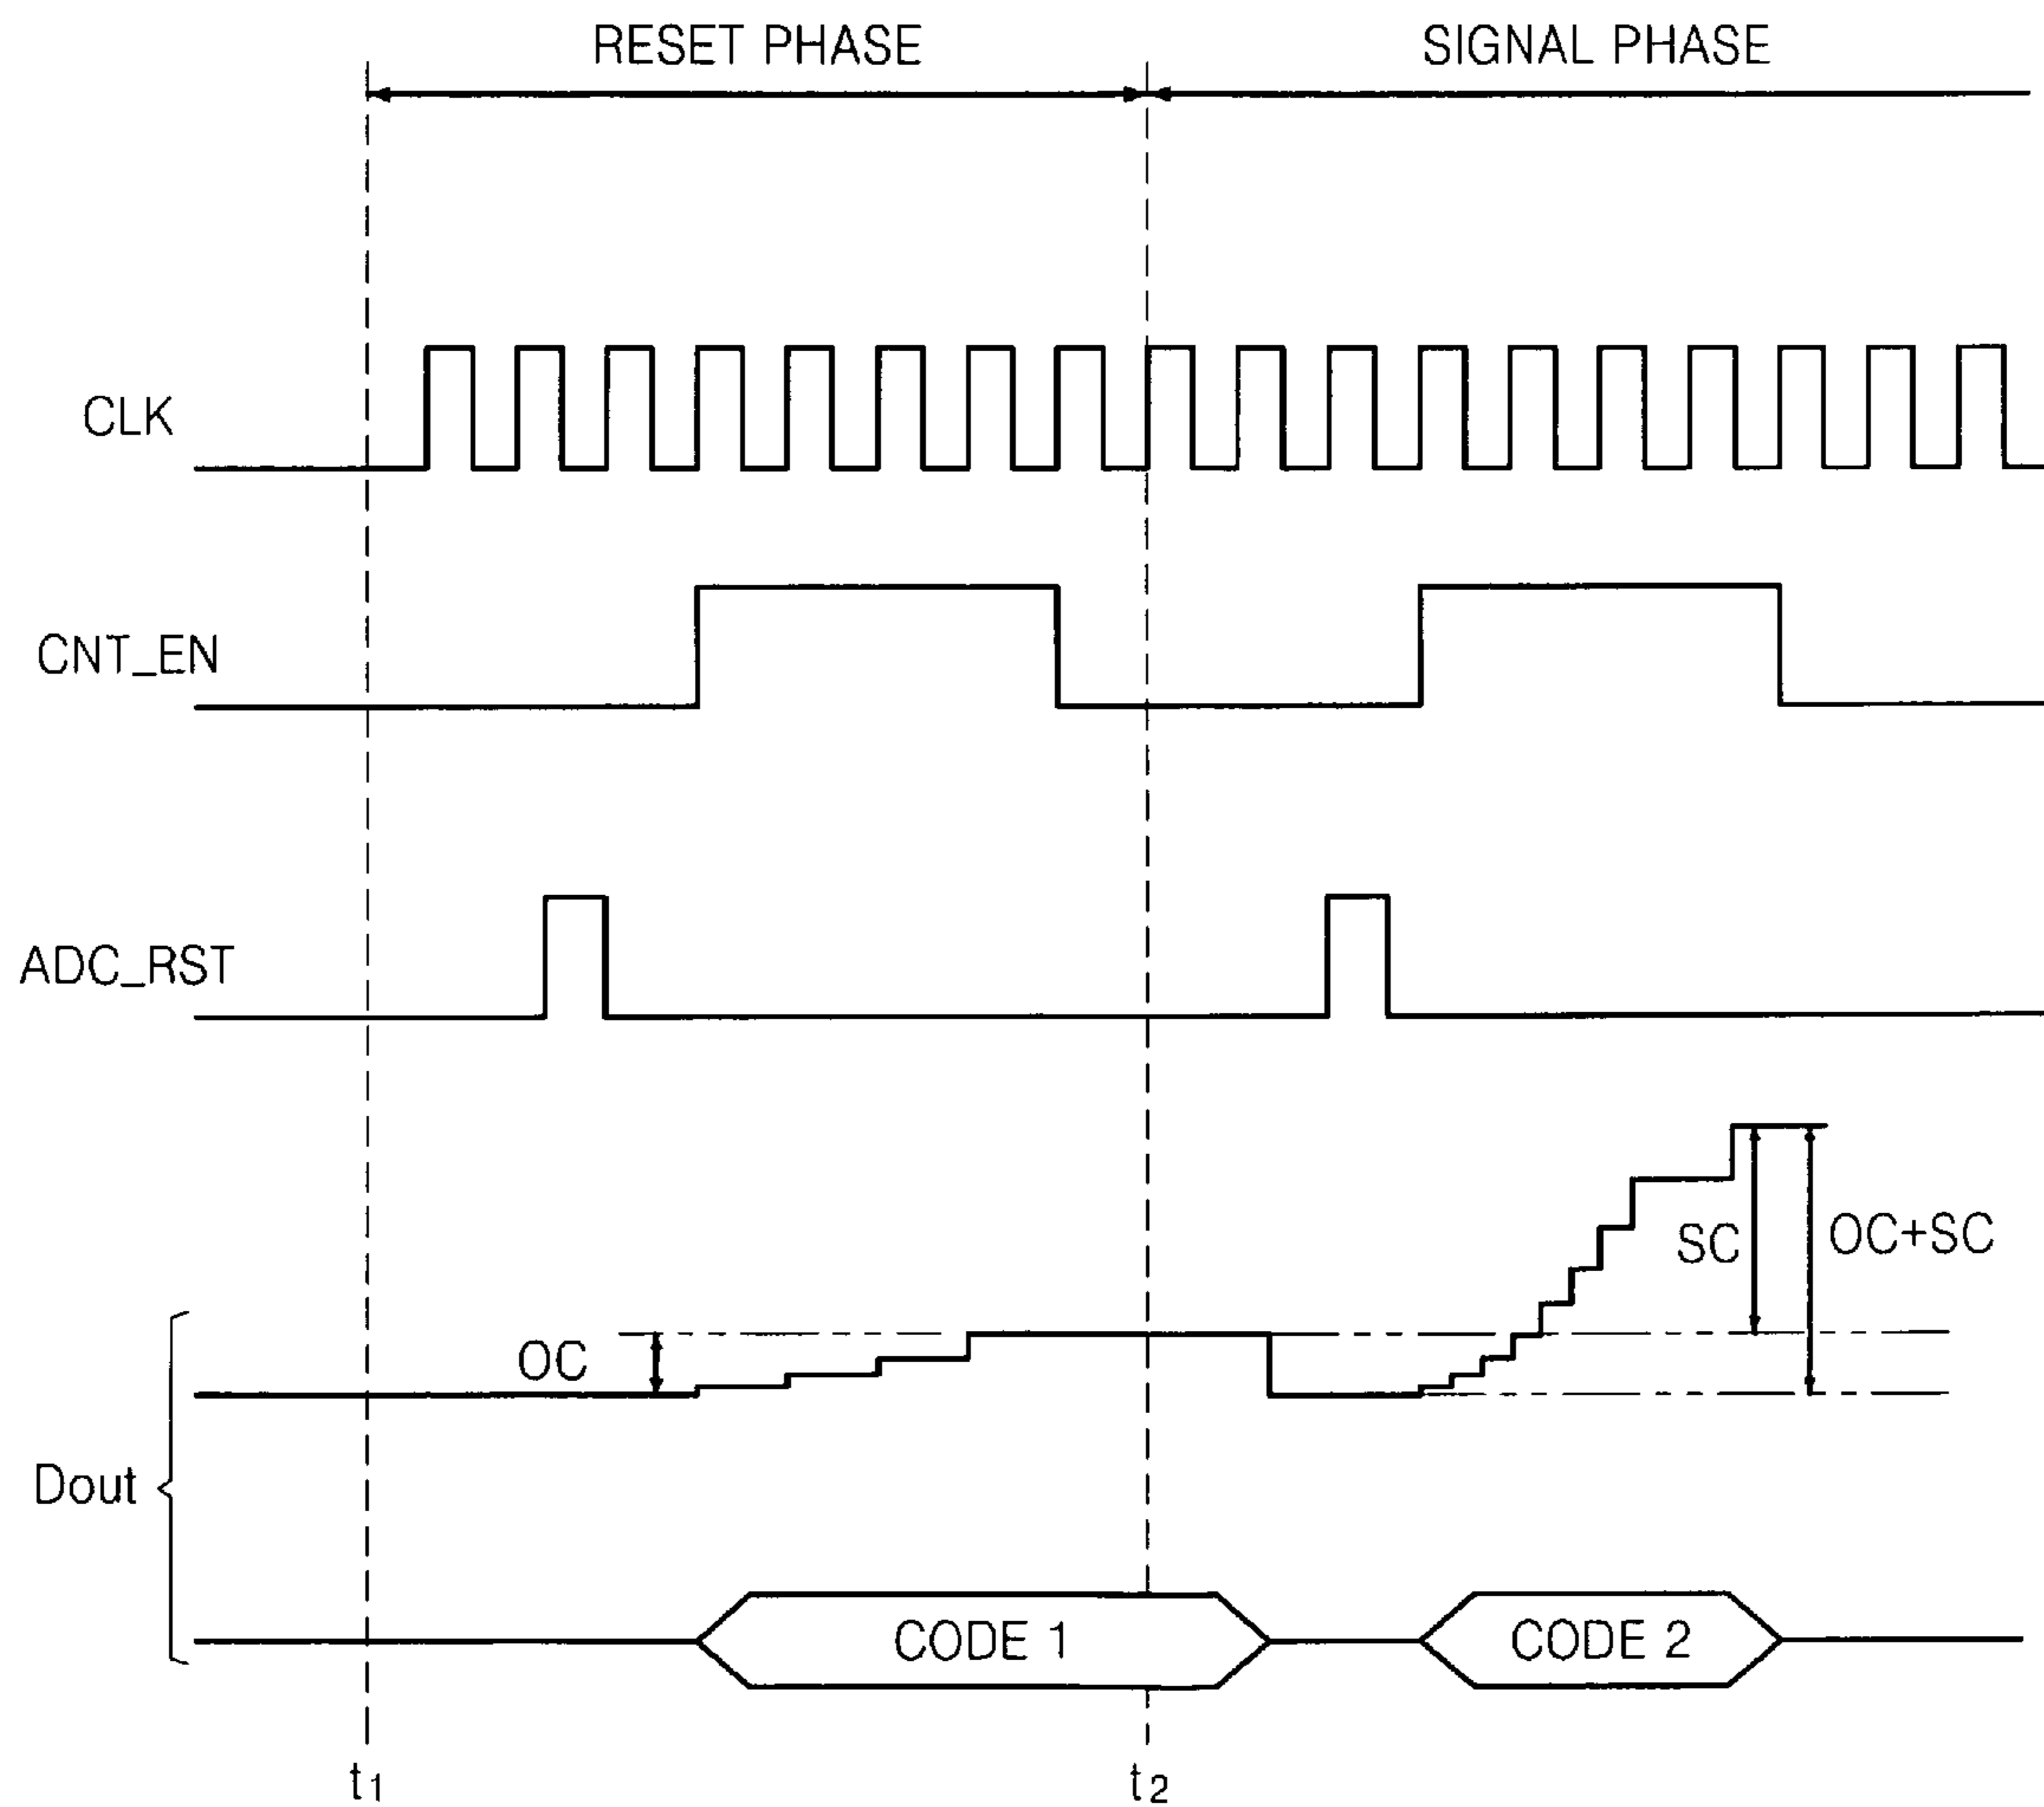 RESET PHASE
SIGNAL PHASE
CLK
CNT_EN
ADC_RST
SC
OC+SC
OC
Dout
CODE 1
CODE 2
t1
t2